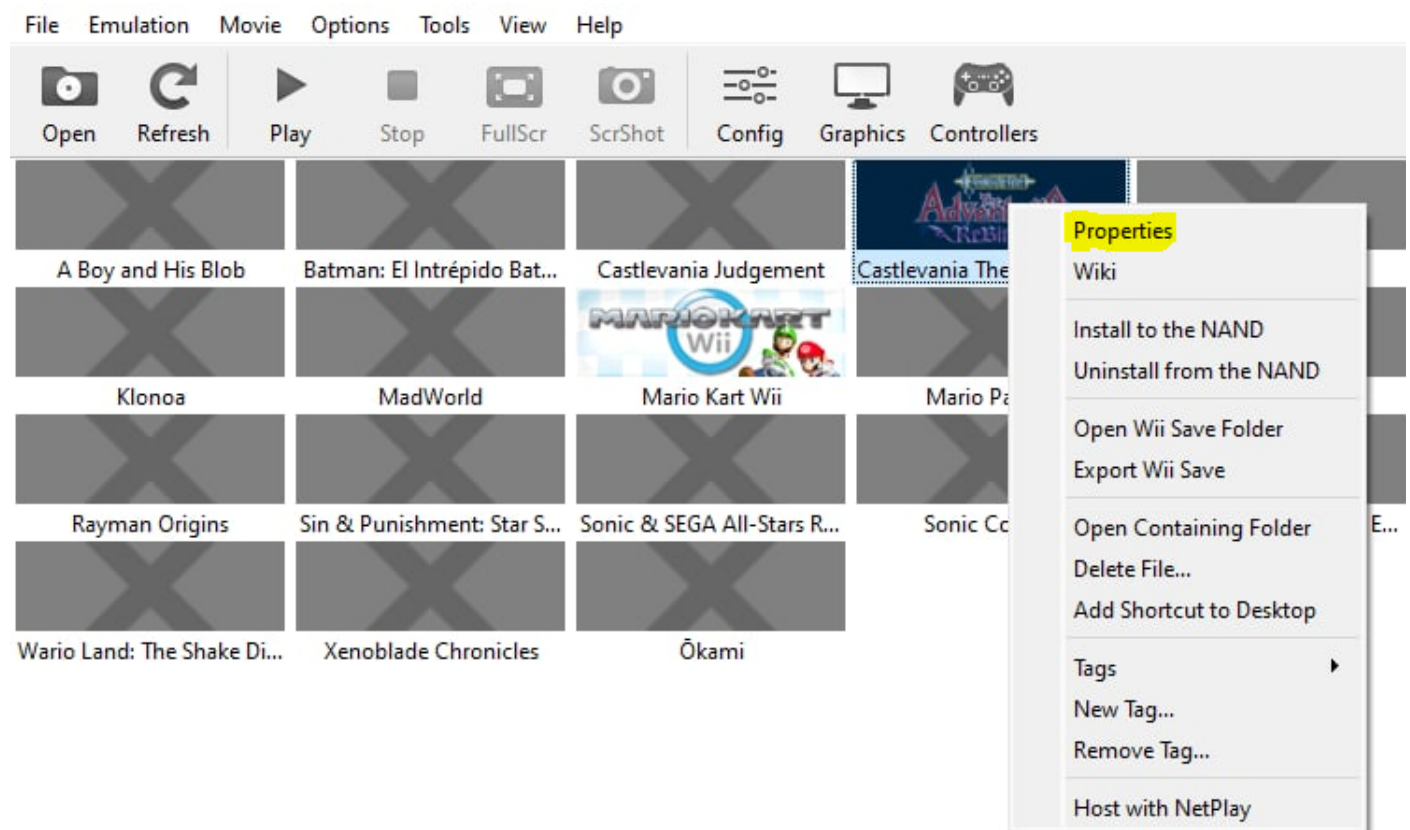 File Emulation Movie Options Tools View Help
Open Refresh Play Stop FullScr ScrShot Config Graphics Controllers
A Boy and His Blob
Batman: El Intrépido Bat...
Castlevania Judgement
Castlevania The
MARIOKART
Wii
Klonoa
MadWorld
Mario Kart Wii
Mario Pa
Rayman Origins
Sin & Punishment: Star S...
Sonic & SEGA All-Stars R...
Sonic Co
E...
Wario Land: The Shake Di...
Xenoblade Chronicles
Ōkami
Properties
Wiki
Install to the NAND
Uninstall from the NAND
Open Wii Save Folder
Export Wii Save
Open Containing Folder
Delete File...
Add Shortcut to Desktop
Tags
New Tag...
Remove Tag...
Host with NetPlay